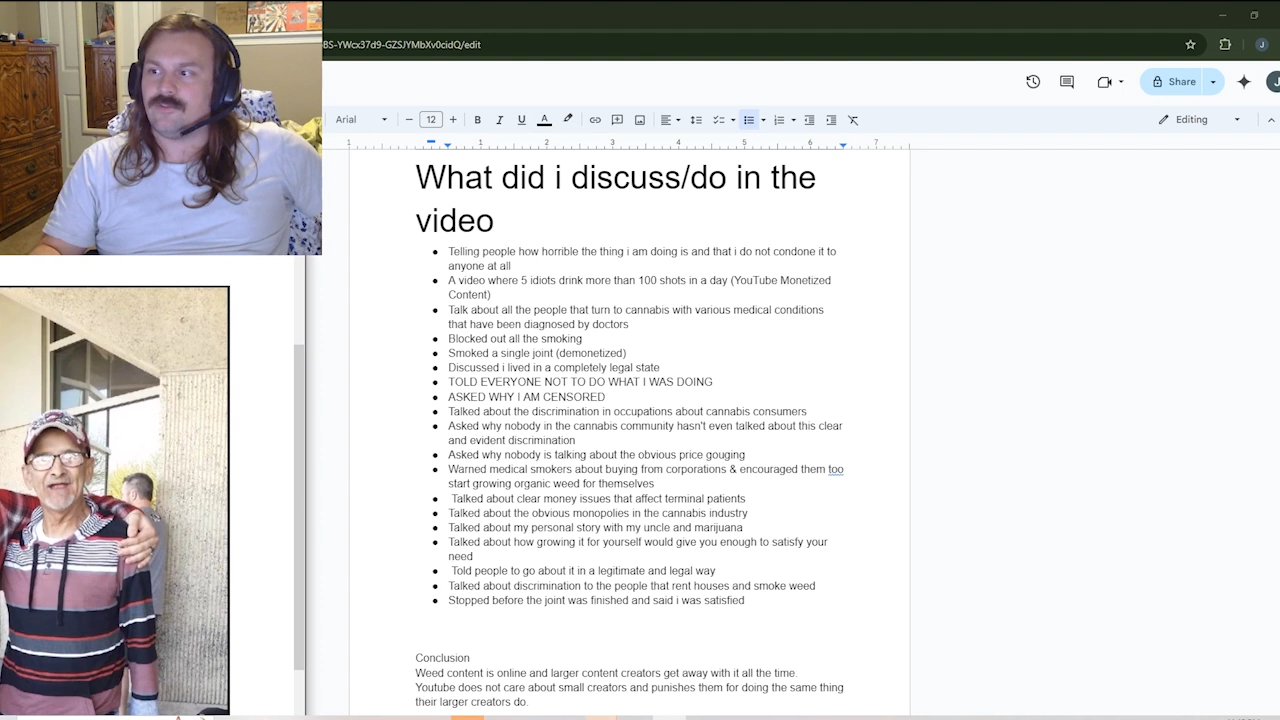 BS-YWcx37d9-GZSJYMbXv0cidQ/edit
J
Share
Arial
12
B
I
U
A
Editing
1
1
2
3
4
5
6
7
What did i discuss/do in the
video
Telling people how horrible the thing i am doing is and that i do not condone it to
anyone at all
A video where 5 idiots drink more than 100 shots in a day (YouTube Monetized
Content)
Talk about all the people that turn to cannabis with various medical conditions
that have been diagnosed by doctors
Blocked out all the smoking
Smoked a single joint (demonetized)
Discussed i lived in a completely legal state
TOLD EVERYONE NOT TO DO WHAT I WAS DOING
ASKED WHY I AM CENSORED
Talked about the discrimination in occupations about cannabis consumers
Asked why nobody in the cannabis community hasn't even talked about this clear
and evident discrimination
Asked why nobody is talking about the obvious price gouging
Warned medical smokers about buying from corporations & encouraged them too
start growing organic weed for themselves
Talked about clear money issues that affect terminal patients
Talked about the obvious monopolies in the cannabis industry
Talked about my personal story with my uncle and marijuana
Talked about how growing it for yourself would give you enough to satisfy your
need
Told people to go about it in a legitimate and legal way
Talked about discrimination to the people that rent houses and smoke weed
Stopped before the joint was finished and said i was satisfied
Conclusion
Weed content is online and larger content creators get away with it all the time.
Youtube does not care about small creators and punishes them for doing the same thing
their larger creators do.